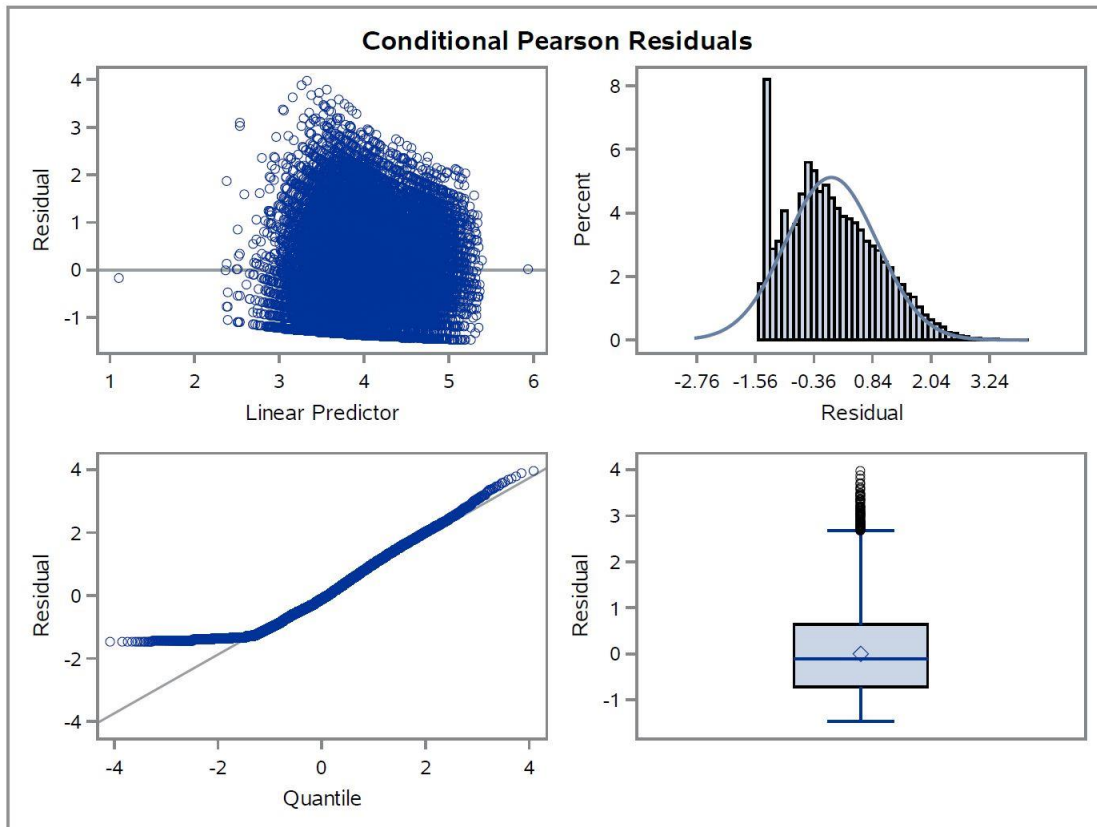 Conditional Pearson Residuals
4
3
2
1
0
-1
Residual
1 2 3 4 5 6
Linear Predictor
8
6
4
2
0
Percent
-2.76 -1.56 -0.36 0.84 2.04 3.24
Residual
4
2
0
-2
-4
Residual
-4 -2 0 2 4
Quantile
4
3
2
1
0
-1
Residual